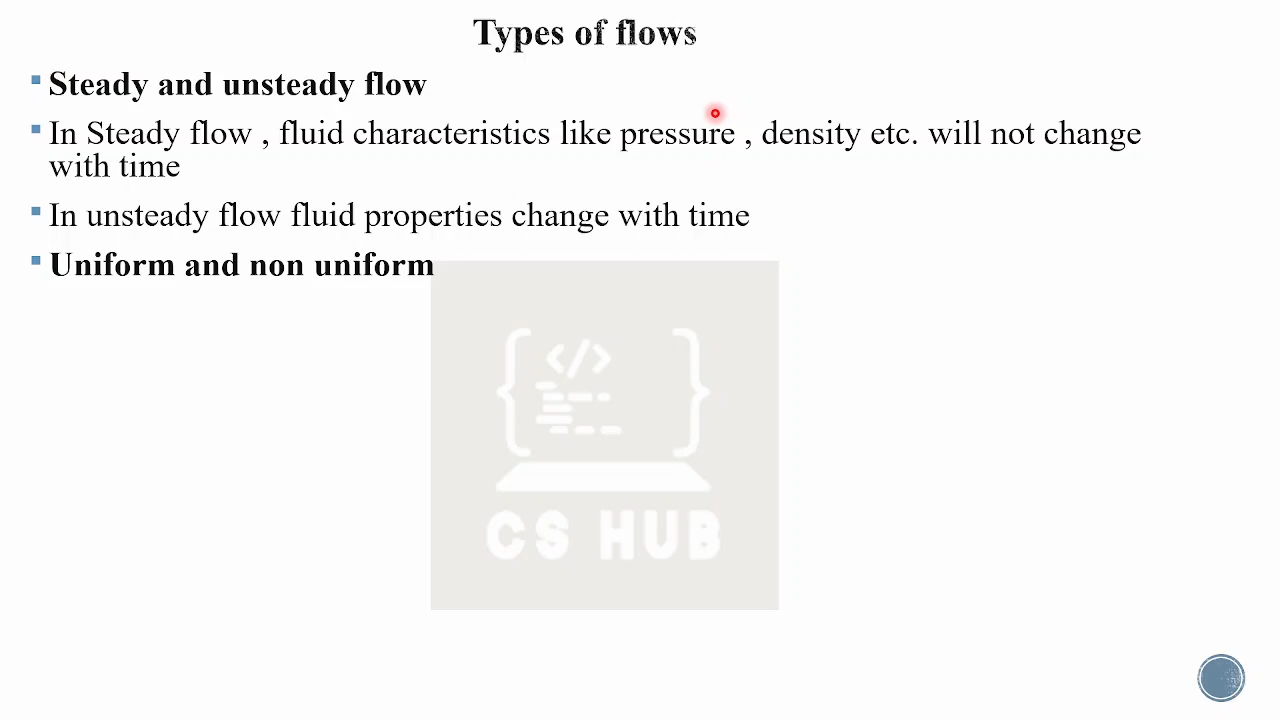 Types of flows
Steady and unsteady flow
In Steady flow , fluid characteristics like pressure , density etc. will not change
with time
In unsteady flow fluid properties change with time
Uniform and non uniform
</>
CS HUB